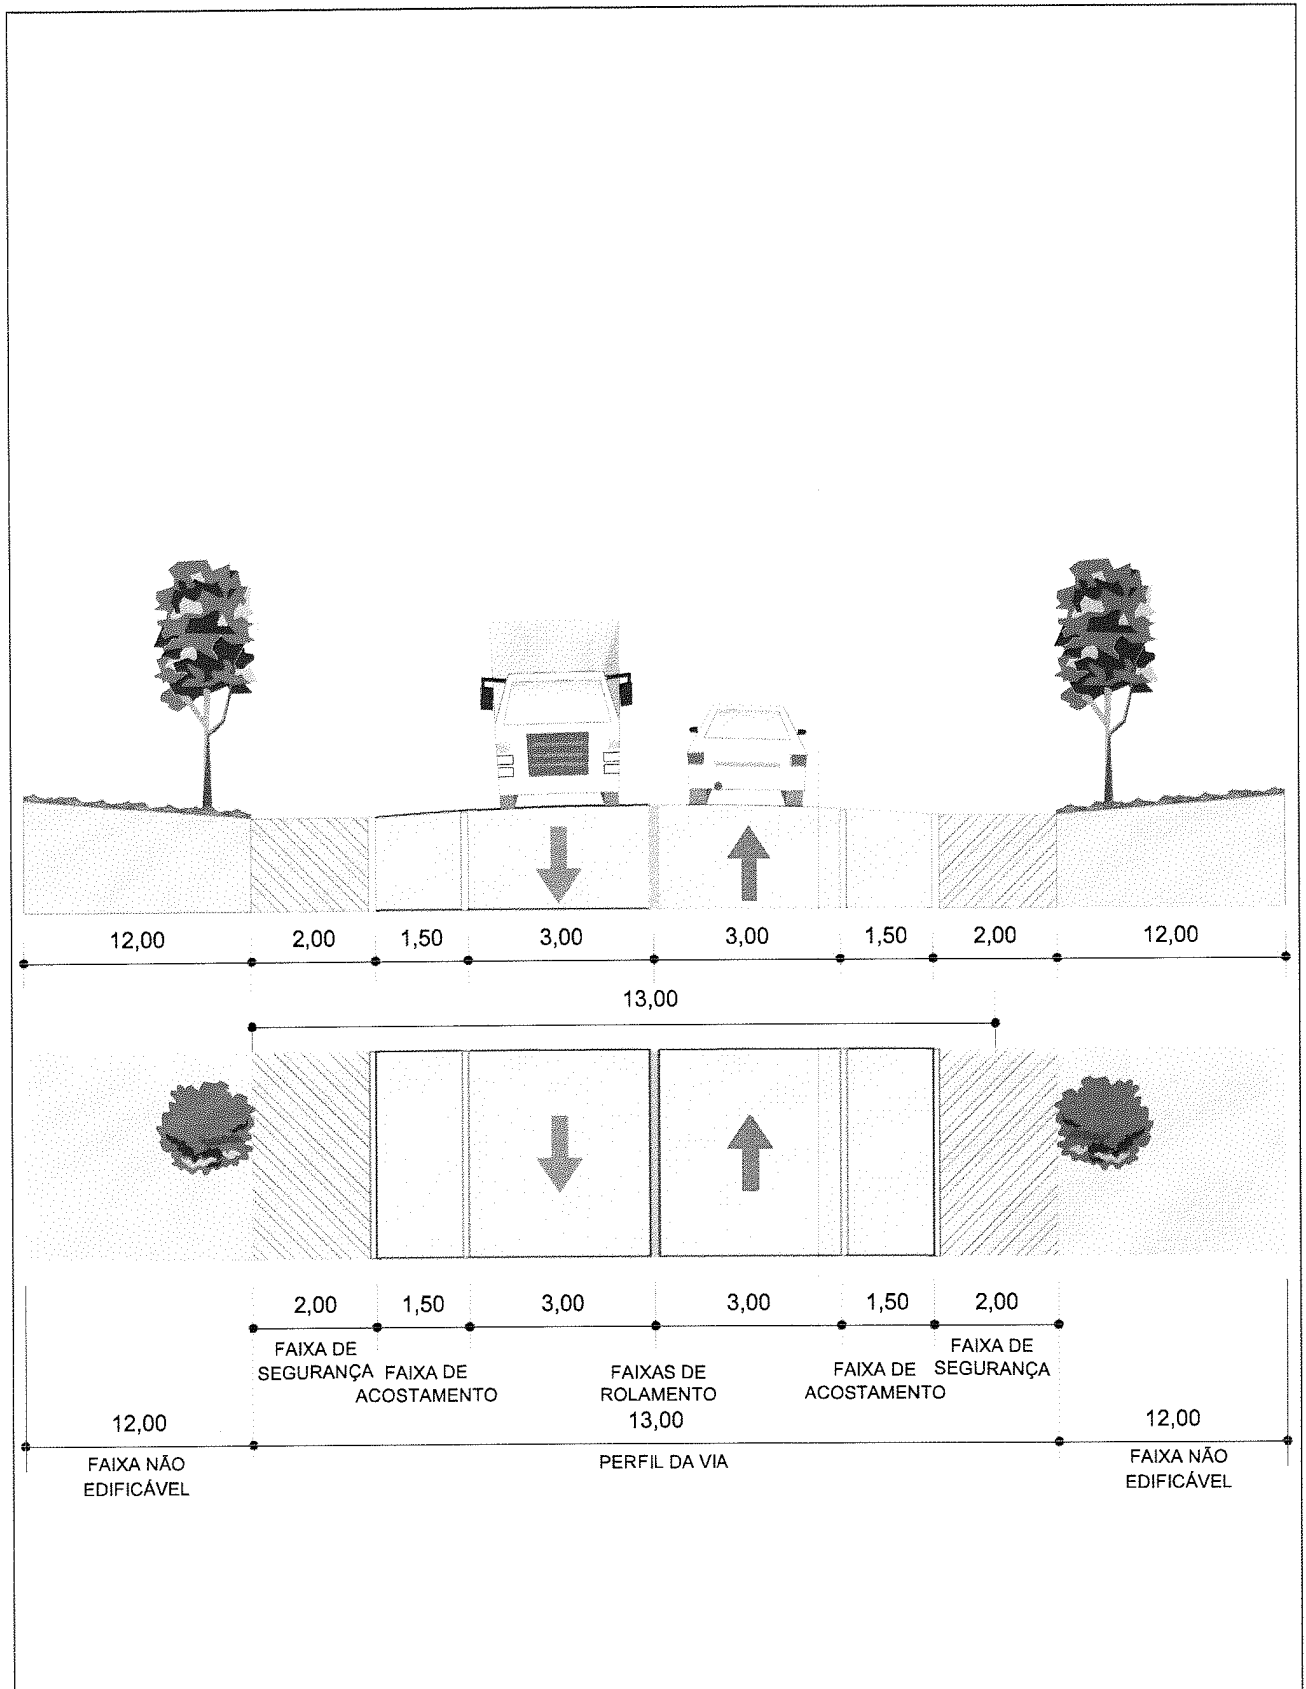 12,00 2,00 1,50 3,00 3,00 1,50 2,00 12,00
13,00
2,00 1,50 3,00 3,00 1,50 2,00
FAIXA DE
SEGURANÇA
FAIXA DE
ACOSTAMENTO
FAIXAS DE
ROLAMENTO
FAIXA DE
ACOSTAMENTO
FAIXA DE
SEGURANÇA
12,00 13,00 12,00
FAIXA NÃO
EDIFICÁVEL
PERFIL DA VIA
FAIXA NÃO
EDIFICÁVEL